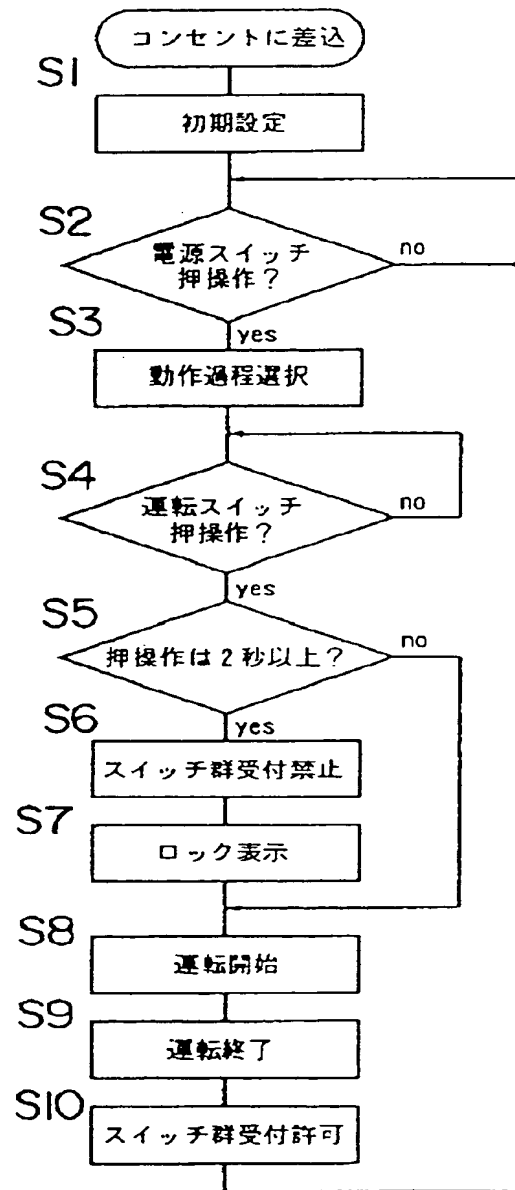 コンセントに差込
S1
初期設定
S2
電源スイッチ
押操作？
no
yes
S3
動作過程選択
S4
運転スイッチ
押操作？
no
yes
S5
押操作は2秒以上？
no
yes
S6
スイッチ群受付禁止
S7
ロック表示
S8
運転開始
S9
運転終了
S10
スイッチ群受付許可